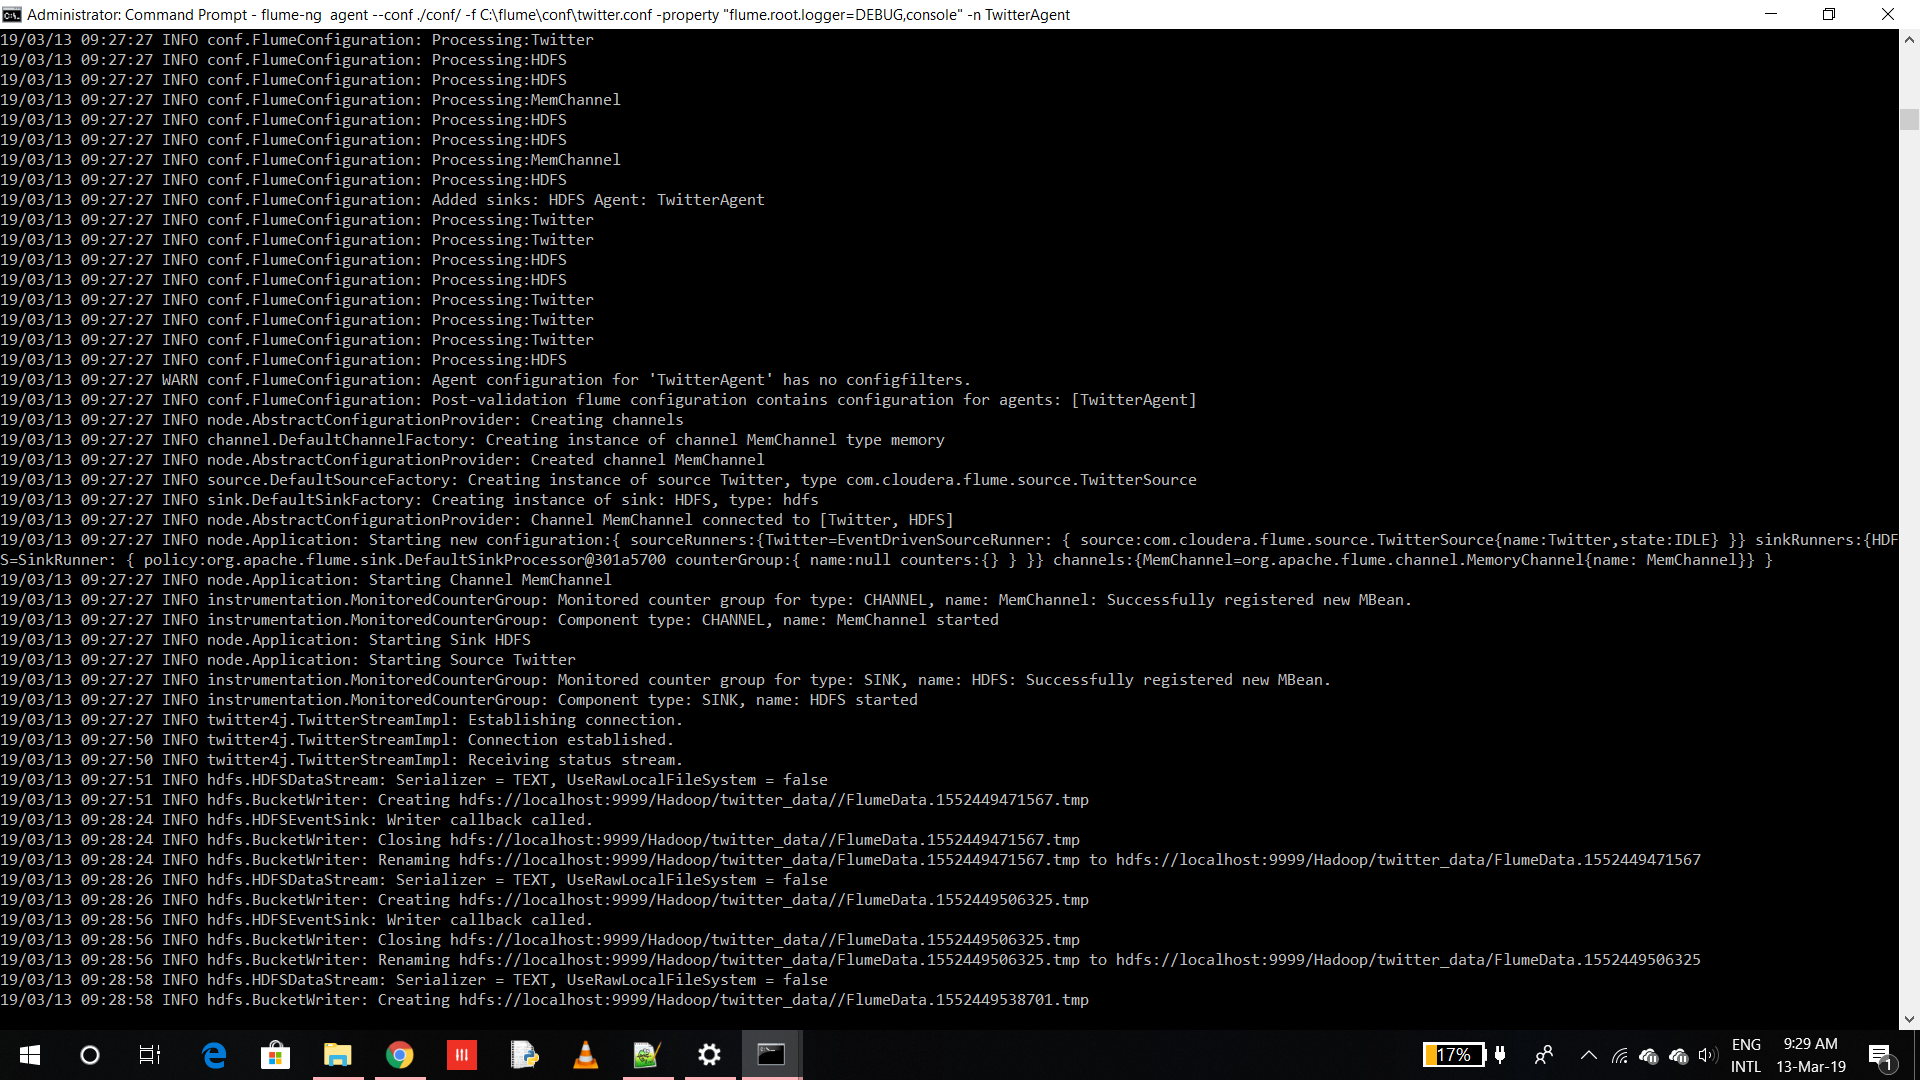 Administrator: Command Prompt - flume-ng  agent --conf ./conf/ -f C:\flume\conf\twitter.conf -property "flume.root.logger=DEBUG,console" -n TwitterAgent
19/03/13 09:27:27 INFO conf.FlumeConfiguration: Processing:Twitter
19/03/13 09:27:27 INFO conf.FlumeConfiguration: Processing:HDFS
19/03/13 09:27:27 INFO conf.FlumeConfiguration: Processing:HDFS
19/03/13 09:27:27 INFO conf.FlumeConfiguration: Processing:MemChannel
19/03/13 09:27:27 INFO conf.FlumeConfiguration: Processing:HDFS
19/03/13 09:27:27 INFO conf.FlumeConfiguration: Processing:HDFS
19/03/13 09:27:27 INFO conf.FlumeConfiguration: Processing:MemChannel
19/03/13 09:27:27 INFO conf.FlumeConfiguration: Processing:HDFS
19/03/13 09:27:27 INFO conf.FlumeConfiguration: Added sinks: HDFS Agent: TwitterAgent
19/03/13 09:27:27 INFO conf.FlumeConfiguration: Processing:Twitter
19/03/13 09:27:27 INFO conf.FlumeConfiguration: Processing:Twitter
19/03/13 09:27:27 INFO conf.FlumeConfiguration: Processing:HDFS
19/03/13 09:27:27 INFO conf.FlumeConfiguration: Processing:HDFS
19/03/13 09:27:27 INFO conf.FlumeConfiguration: Processing:Twitter
19/03/13 09:27:27 INFO conf.FlumeConfiguration: Processing:Twitter
19/03/13 09:27:27 INFO conf.FlumeConfiguration: Processing:Twitter
19/03/13 09:27:27 INFO conf.FlumeConfiguration: Processing:HDFS
19/03/13 09:27:27 WARN conf.FlumeConfiguration: Agent configuration for 'TwitterAgent' has no configfilters.
19/03/13 09:27:27 INFO conf.FlumeConfiguration: Post-validation flume configuration contains configuration for agents: [TwitterAgent]
19/03/13 09:27:27 INFO node.AbstractConfigurationProvider: Creating channels
19/03/13 09:27:27 INFO channel.DefaultChannelFactory: Creating instance of channel MemChannel type memory
19/03/13 09:27:27 INFO node.AbstractConfigurationProvider: Created channel MemChannel
19/03/13 09:27:27 INFO source.DefaultSourceFactory: Creating instance of source Twitter, type com.cloudera.flume.source.TwitterSource
19/03/13 09:27:27 INFO sink.DefaultSinkFactory: Creating instance of sink: HDFS, type: hdfs
19/03/13 09:27:27 INFO node.AbstractConfigurationProvider: Channel MemChannel connected to [Twitter, HDFS]
19/03/13 09:27:27 INFO node.Application: Starting new configuration:{ sourceRunners:{Twitter=EventDrivenSourceRunner: { source:com.cloudera.flume.source.TwitterSource{name:Twitter,state:IDLE} }} sinkRunners:{HDF
S=SinkRunner: { policy:org.apache.flume.sink.DefaultSinkProcessor@301a5700 counterGroup:{ name:null counters:{} } }} channels:{MemChannel=org.apache.flume.channel.MemoryChannel{name: MemChannel}} }
19/03/13 09:27:27 INFO node.Application: Starting Channel MemChannel
19/03/13 09:27:27 INFO instrumentation.MonitoredCounterGroup: Monitored counter group for type: CHANNEL, name: MemChannel: Successfully registered new MBean.
19/03/13 09:27:27 INFO instrumentation.MonitoredCounterGroup: Component type: CHANNEL, name: MemChannel started
19/03/13 09:27:27 INFO node.Application: Starting Sink HDFS
19/03/13 09:27:27 INFO node.Application: Starting Source Twitter
19/03/13 09:27:27 INFO instrumentation.MonitoredCounterGroup: Monitored counter group for type: SINK, name: HDFS: Successfully registered new MBean.
19/03/13 09:27:27 INFO instrumentation.MonitoredCounterGroup: Component type: SINK, name: HDFS started
19/03/13 09:27:27 INFO twitter4j.TwitterStreamImpl: Establishing connection.
19/03/13 09:27:50 INFO twitter4j.TwitterStreamImpl: Connection established.
19/03/13 09:27:50 INFO twitter4j.TwitterStreamImpl: Receiving status stream.
19/03/13 09:27:51 INFO hdfs.HDFSDataStream: Serializer = TEXT, UseRawLocalFileSystem = false
19/03/13 09:27:51 INFO hdfs.BucketWriter: Creating hdfs://localhost:9999/Hadoop/twitter_data//FlumeData.1552449471567.tmp
19/03/13 09:28:24 INFO hdfs.HDFSEventSink: Writer callback called.
19/03/13 09:28:24 INFO hdfs.BucketWriter: Closing hdfs://localhost:9999/Hadoop/twitter_data//FlumeData.1552449471567.tmp
19/03/13 09:28:24 INFO hdfs.BucketWriter: Renaming hdfs://localhost:9999/Hadoop/twitter_data/FlumeData.1552449471567.tmp to hdfs://localhost:9999/Hadoop/twitter_data/FlumeData.1552449471567
19/03/13 09:28:26 INFO hdfs.HDFSDataStream: Serializer = TEXT, UseRawLocalFileSystem = false
19/03/13 09:28:26 INFO hdfs.BucketWriter: Creating hdfs://localhost:9999/Hadoop/twitter_data//FlumeData.1552449506325.tmp
19/03/13 09:28:56 INFO hdfs.HDFSEventSink: Writer callback called.
19/03/13 09:28:56 INFO hdfs.BucketWriter: Closing hdfs://localhost:9999/Hadoop/twitter_data//FlumeData.1552449506325.tmp
19/03/13 09:28:56 INFO hdfs.BucketWriter: Renaming hdfs://localhost:9999/Hadoop/twitter_data/FlumeData.1552449506325.tmp to hdfs://localhost:9999/Hadoop/twitter_data/FlumeData.1552449506325
19/03/13 09:28:58 INFO hdfs.HDFSDataStream: Serializer = TEXT, UseRawLocalFileSystem = false
19/03/13 09:28:58 INFO hdfs.BucketWriter: Creating hdfs://localhost:9999/Hadoop/twitter_data//FlumeData.1552449538701.tmp
17%
ENG
INTL
9:29 AM
13-Mar-19
1